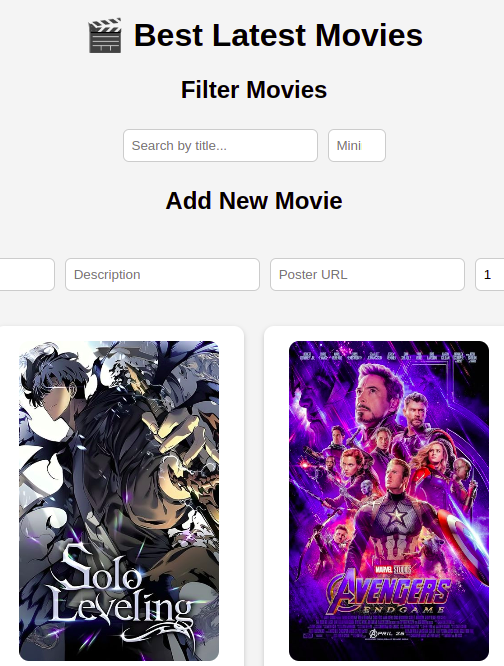 🎬 Best Latest Movies
Filter Movies
Search by title... Mini
Add New Movie
Description Poster URL 1
Solo
Leveling
MARVEL STUDIOS
AVENGERS
ENDGAME
APRIL 26